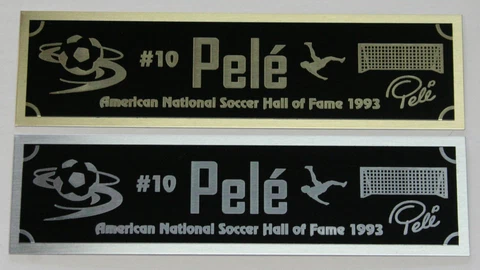 #10 Pelé
Pelé
American National Soccer Hall of Fame 1993
#10 Pelé
Pelé
American National Soccer Hall of Fame 1993